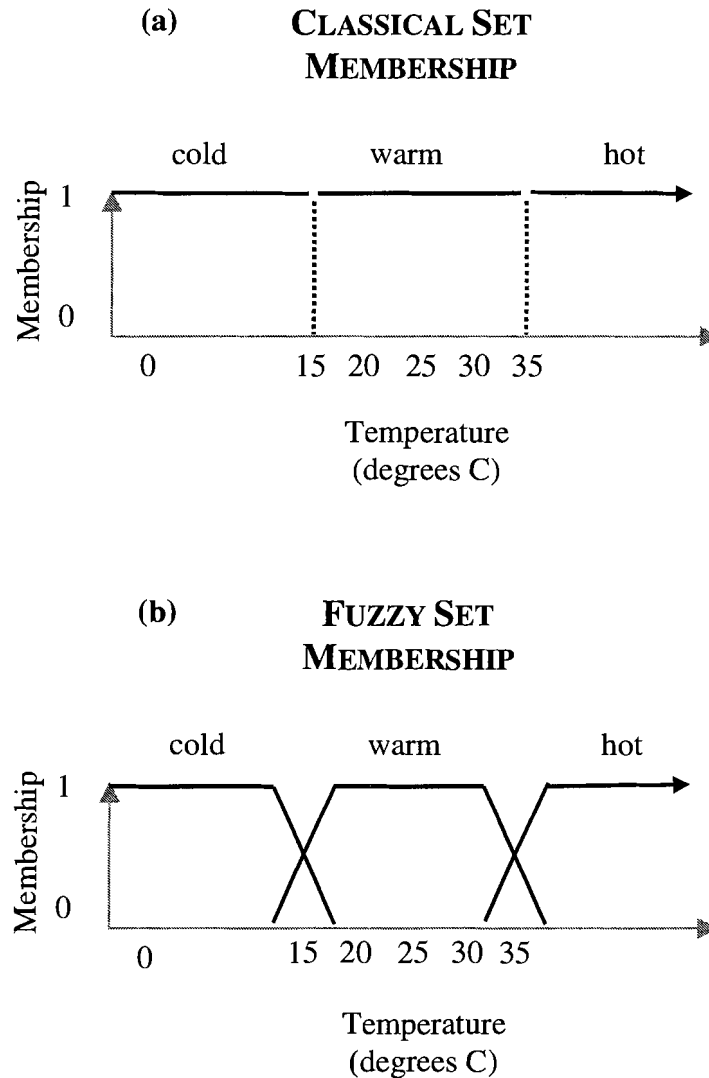 (a) CLASSICAL SET
MEMBERSHIP
cold warm hot
1
Membership
0
0 15 20 25 30 35
Temperature
(degrees C)
(b) FUZZY SET
MEMBERSHIP
cold warm hot
1
Membership
0
0 15 20 25 30 35
Temperature
(degrees C)